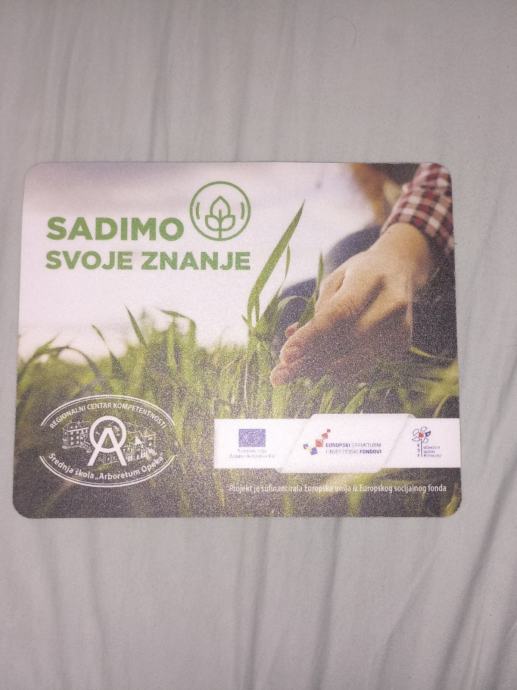 SADIMO
SVOJE ZNANJE
REGIONALNI CENTAR KOMPETENTNOSTI
Srednja škola „Arboretum Opeka“
EUROPSKI STRUKTURNI
I INVESTICIJSKI FONDOVI
Projekt je sufinancirala Europska unija iz Europskog socijalnog fonda